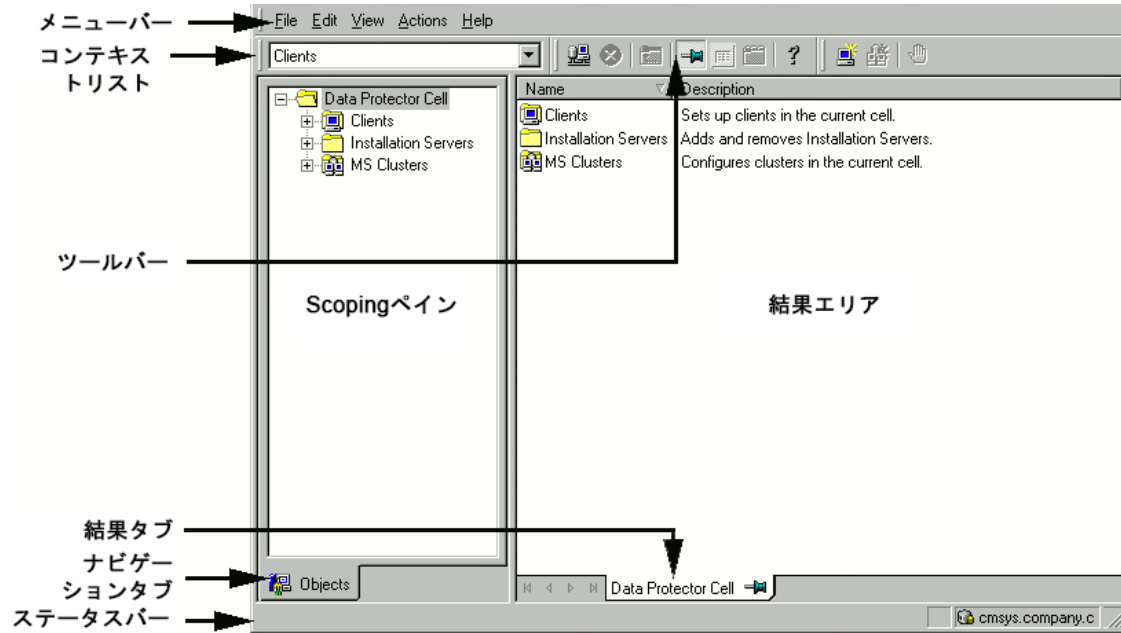 メニューバー
File Edit View Actions Help
コンテキス
トリスト
Clients
?
Data Protector Cell
Clients
Installation Servers
MS Clusters
Name Description
Clients Sets up clients in the current cell.
Installation Servers Adds and removes Installation Servers.
MS Clusters Configures clusters in the current cell.
ツールバー
Scopingペイン
結果エリア
結果タブ
ナビゲー
ションタブ
Objects
Data Protector Cell
ステータスバー
cmsys.company.c